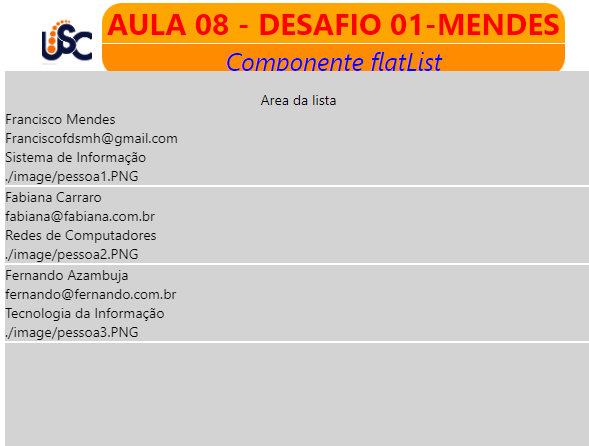 USC
AULA 08 - DESAFIO 01-MENDES
Componente flatList
Area da lista
Francisco Mendes
Franciscofdsmh@gmail.com
Sistema de Informação
./image/pessoa1.PNG
Fabiana Carraro
fabiana@fabiana.com.br
Redes de Computadores
./image/pessoa2.PNG
Fernando Azambuja
fernando@fernando.com.br
Tecnologia da Informação
./image/pessoa3.PNG